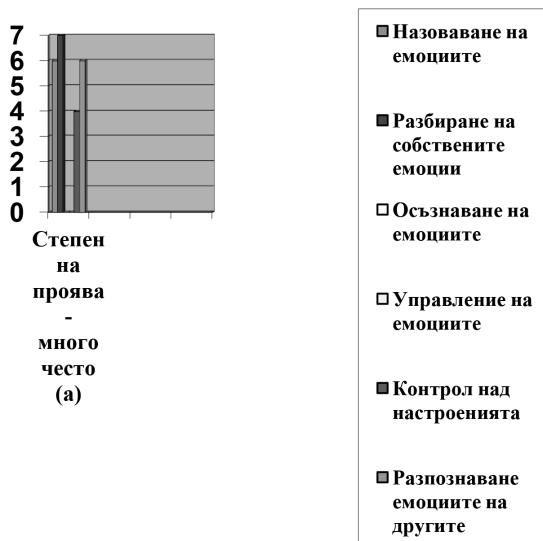 7
6
5
4
3
2
1
0
Степен
на
проява
-
много
често
(а)
Назоваване на
емоциите
Разбиране на
собствените
емоции
Осъзнаване на
емоциите
Управление на
емоциите
Контрол над
настроенията
Разпознаване
емоциите на
другите